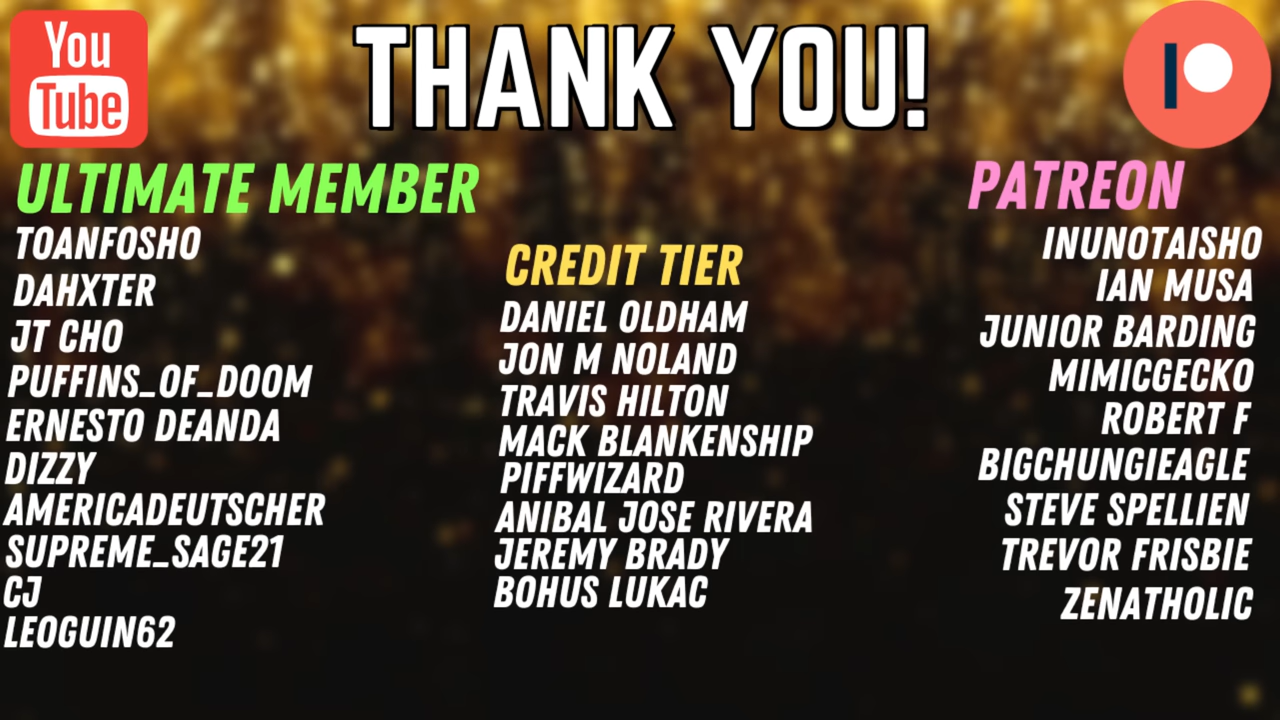 You
Tube
THANK YOU!
ULTIMATE MEMBER
TOANFOSHO
DAHXTER
JT CHO
PUFFINS_OF_DOOM
ERNESTO DEANDA
DIZZY
AMERICADEUTSCHER
SUPREME_SAGE21
CJ
LEOGUIN62
CREDIT TIER
DANIEL OLDHAM
JON M NOLAND
TRAVIS HILTON
MACK BLANKENSHIP
PIFFWIZARD
ANIBAL JOSE RIVERA
JEREMY BRADY
BOHUS LUKAC
PATREON
INUNOTAISHO
IAN MUSA
JUNIOR BARDING
MIMICGECKO
ROBERT F
BIGCHUNGIEAGLE
STEVE SPELLIEN
TREVOR FRISBIE
ZENATHOLIC